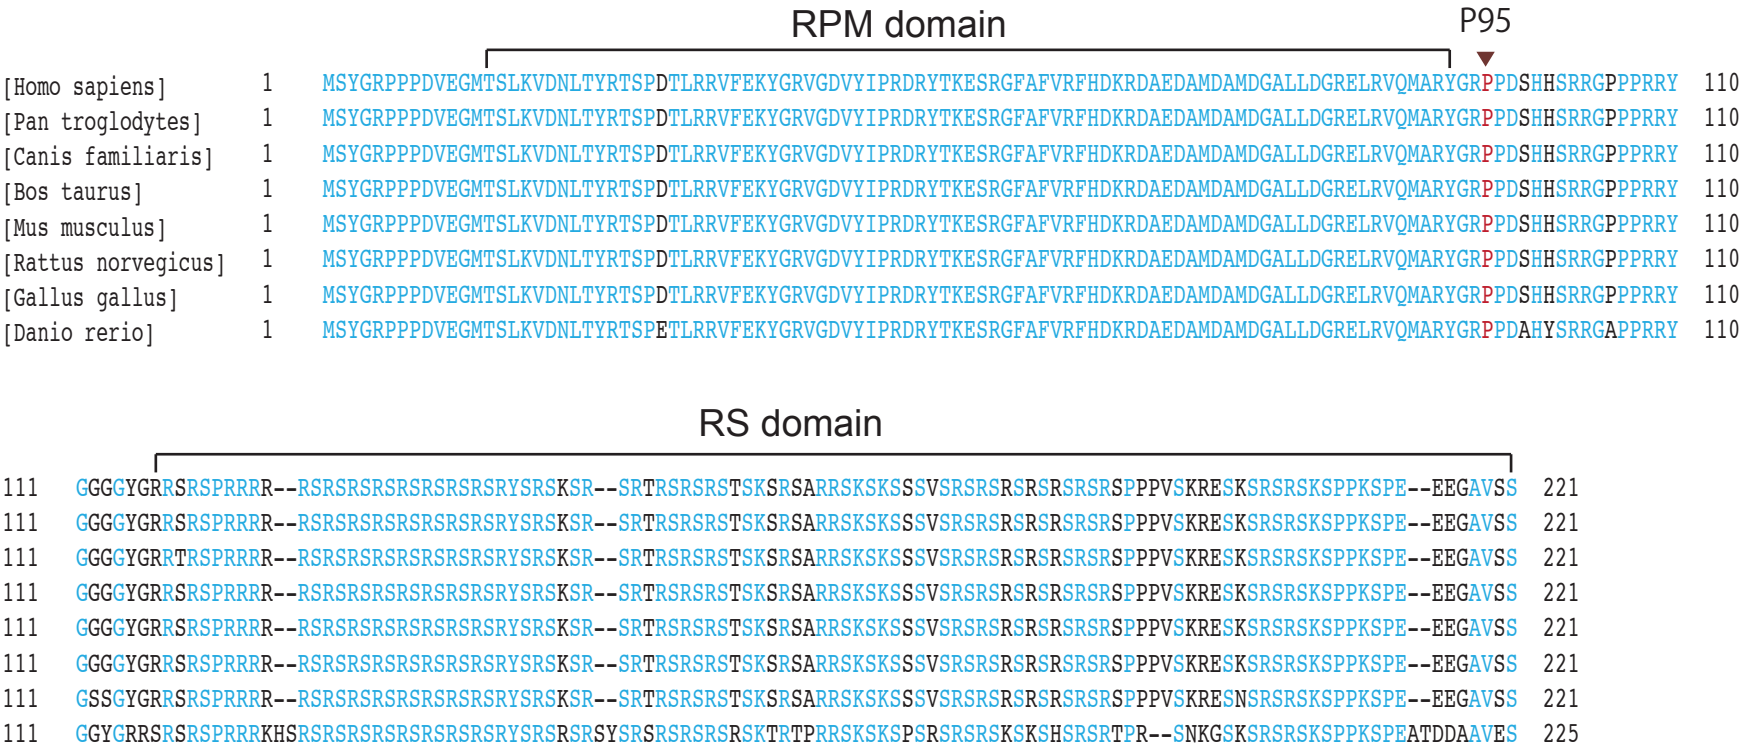 RPM domain P95
[Homo sapiens] 1 MSYGRPPPDVEGMTSLKVDNLTYRTSPDTLRRVFEKYGRVGDVYIPRDRYTKESRGFAFVRFHDKRDAEDAMDAMDGALLDGRELRVQMARYGRPPDSHHSRRGPPPRRY 110
[Pan troglodytes] 1 MSYGRPPPDVEGMTSLKVDNLTYRTSPDTLRRVFEKYGRVGDVYIPRDRYTKESRGFAFVRFHDKRDAEDAMDAMDGALLDGRELRVQMARYGRPPDSHHSRRGPPPRRY 110
[Canis familiaris] 1 MSYGRPPPDVEGMTSLKVDNLTYRTSPDTLRRVFEKYGRVGDVYIPRDRYTKESRGFAFVRFHDKRDAEDAMDAMDGALLDGRELRVQMARYGRPPDSHHSRRGPPPRRY 110
[Bos taurus] 1 MSYGRPPPDVEGMTSLKVDNLTYRTSPDTLRRVFEKYGRVGDVYIPRDRYTKESRGFAFVRFHDKRDAEDAMDAMDGALLDGRELRVQMARYGRPPDSHHSRRGPPPRRY 110
[Mus musculus] 1 MSYGRPPPDVEGMTSLKVDNLTYRTSPDTLRRVFEKYGRVGDVYIPRDRYTKESRGFAFVRFHDKRDAEDAMDAMDGALLDGRELRVQMARYGRPPDSHHSRRGPPPRRY 110
[Rattus norvegicus] 1 MSYGRPPPDVEGMTSLKVDNLTYRTSPDTLRRVFEKYGRVGDVYIPRDRYTKESRGFAFVRFHDKRDAEDAMDAMDGALLDGRELRVQMARYGRPPDSHHSRRGPPPRRY 110
[Gallus gallus] 1 MSYGRPPPDVEGMTSLKVDNLTYRTSPDTLRRVFEKYGRVGDVYIPRDRYTKESRGFAFVRFHDKRDAEDAMDAMDGALLDGRELRVQMARYGRPPDSHHSRRGPPPRRY 110
[Danio rerio] 1 MSYGRPPPDVEGMTSLKVDNLTYRTSPETLRRVFEKYGRVGDVYIPRDRYTKESRGFAFVRFHDKRDAEDAMDAMDGALLDGRELRVQMARYGRPPDAHYSRRGAPPRRY 110
RS domain
111 GGGGYGRRSRSPRRRR--RSRSRSRSRSRSRSRSRYSRSKSR--SRTRSRSRSTSKSRSARRSKSKSSSVSRSRSRSRSRSRSRSPPPVSKRESKSRSRSKSPPKSPE--EEGAVSS 221
111 GGGGYGRRSRSPRRRR--RSRSRSRSRSRSRSRSRYSRSKSR--SRTRSRSRSTSKSRSARRSKSKSSSVSRSRSRSRSRSRSRSPPPVSKRESKSRSRSKSPPKSPE--EEGAVSS 221
111 GGGGYGRRTRSPRRRR--RSRSRSRSRSRSRSRSRYSRSKSR--SRTRSRSRSTSKSRSARRSKSKSSSVSRSRSRSRSRSRSRSPPPVSKRESKSRSRSKSPPKSPE--EEGAVSS 221
111 GGGGYGRRSRSPRRRR--RSRSRSRSRSRSRSRSRYSRSKSR--SRTRSRSRSTSKSRSARRSKSKSSSVSRSRSRSRSRSRSRSPPPVSKRESKSRSRSKSPPKSPE--EEGAVSS 221
111 GGGGYGRRSRSPRRRR--RSRSRSRSRSRSRSRSRYSRSKSR--SRTRSRSRSTSKSRSARRSKSKSSSVSRSRSRSRSRSRSRSPPPVSKRESKSRSRSKSPPKSPE--EEGAVSS 221
111 GGGGYGRRSRSPRRRR--RSRSRSRSRSRSRSRSRYSRSKSR--SRTRSRSRSTSKSRSARRSKSKSSSVSRSRSRSRSRSRSRSPPPVSKRESKSRSRSKSPPKSPE--EEGAVSS 221
111 GSSGYGRRSRSPRRRR--RSRSRSRSRSRSRSRSRYSRSKSR--SRTRSRSRSTSKSRSARRSKSKSSSVSRSRSRSRSRSRSRSPPPVSKRESNSRSRSKSPPKSPE--EEGAVSS 221
111 GGYGRRSRSRSPRRRKHSRSRSRSRSRSRSRSRSRYSRSRSRSYSRSRSRSRSRSKTRTPRRSKSKSPSRSRSRSKSKSHSRSRTPR--SNKGSKSRSRSKSPPKSPEATDDAAVES 225